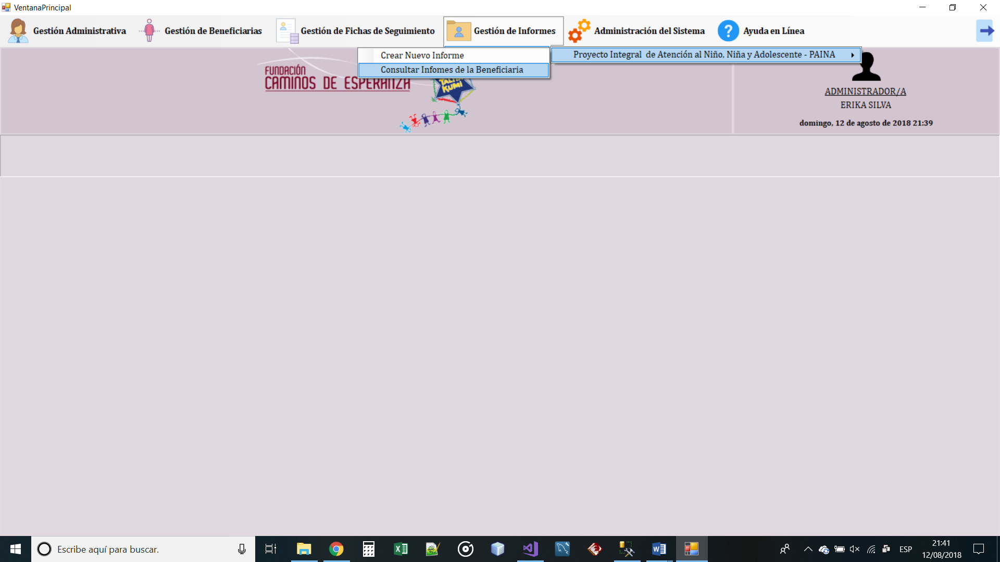 VentanaPrincipal
Gestión Administrativa
Gestión de Beneficiarias
Gestión de Fichas de Seguimiento
Gestión de Informes
Administración del Sistema
Ayuda en Línea
Crear Nuevo Informe
Consultar Infomes de la Beneficiaria
Proyecto Integral de Atención al Niño, Niña y Adolescente - PAINA
FUNDACIÓN
CAMINOS DE ESPERANZA
KUMI
ADMINISTRADOR/A
ERIKA SILVA
domingo, 12 de agosto de 2018 21:39
Escribe aquí para buscar.
ESP
21:41
12/08/2018